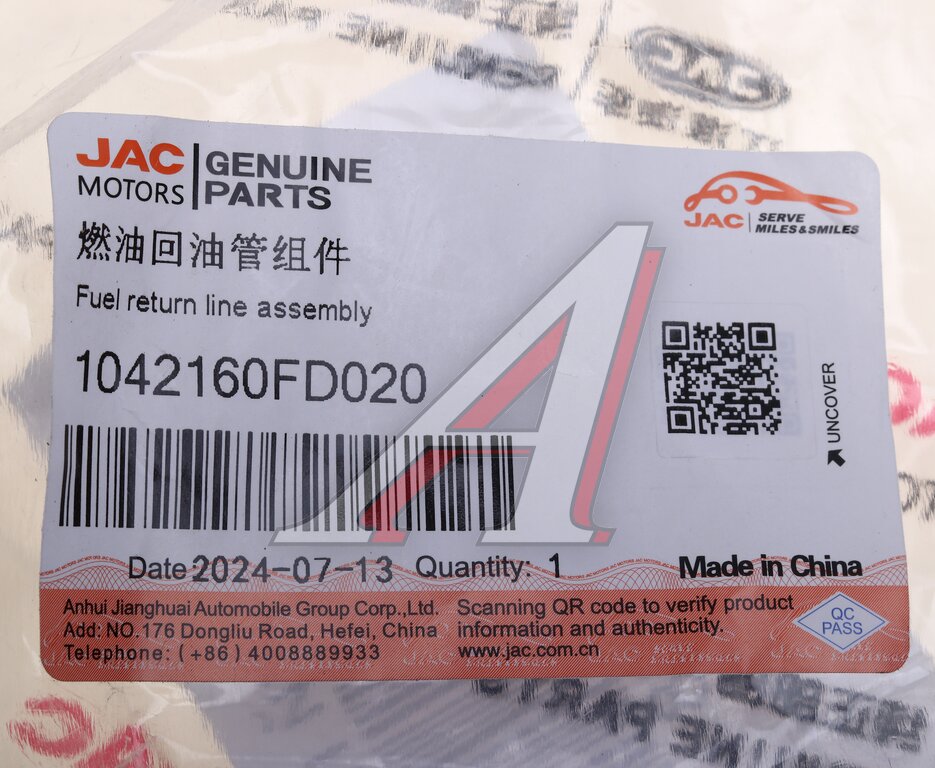 JAC
MOTORS
GENUINE
PARTS
JAC
SERVE
MILES&SMILES
燃油回油管组件
Fuel return line assembly
1042160FD020
UNCOVER
Date 2024-07-13 Quantity: 1 Made in China
Anhui Jianghuai Automobile Group Corp.,Ltd.
Add: NO.176 Dongliu Road, Hefei, China
Telephone: (+86) 4008889933
Scanning QR code to verify product
information and authenticity.
www.jac.com.cn
QC
PASS
JAC